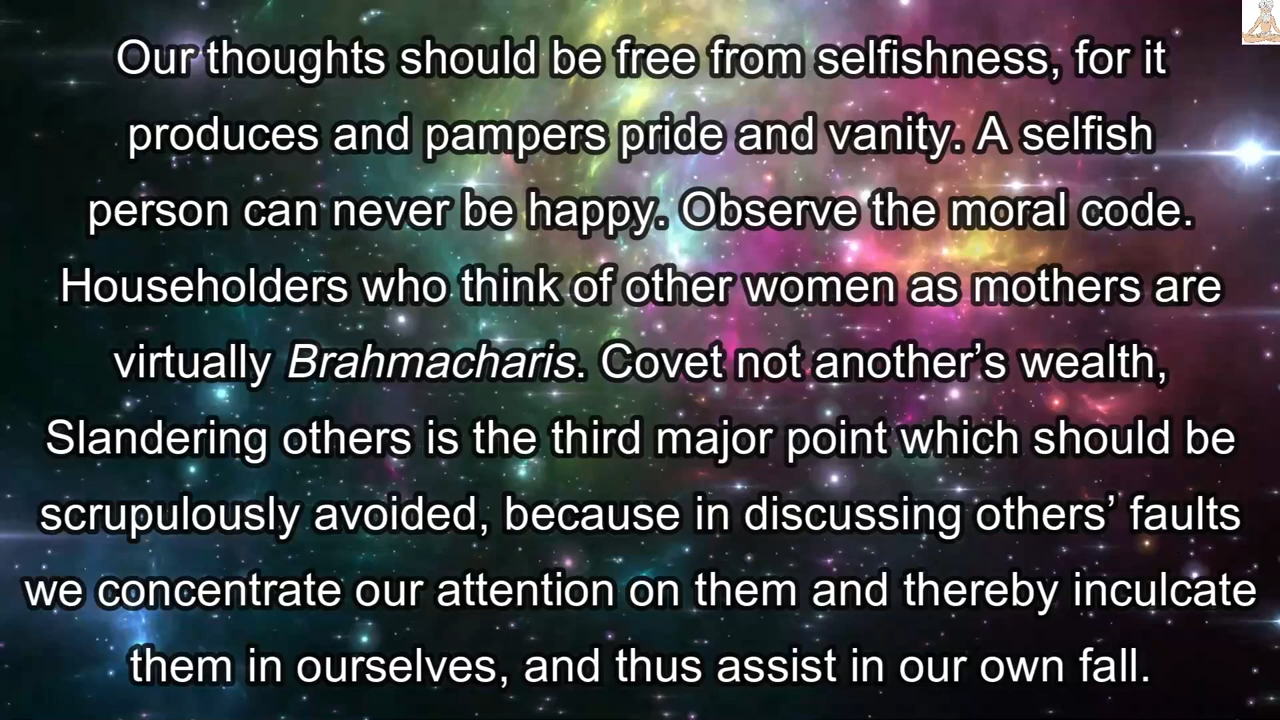 Our thoughts should be free from selfishness, for it
produces and pampers pride and vanity. A selfish
person can never be happy. Observe the moral code.
Householders who think of other women as mothers are
virtually Brahmacharis. Covet not another’s wealth,
Slandering others is the third major point which should be
scrupulously avoided, because in discussing others’ faults
we concentrate our attention on them and thereby inculcate
them in ourselves, and thus assist in our own fall.